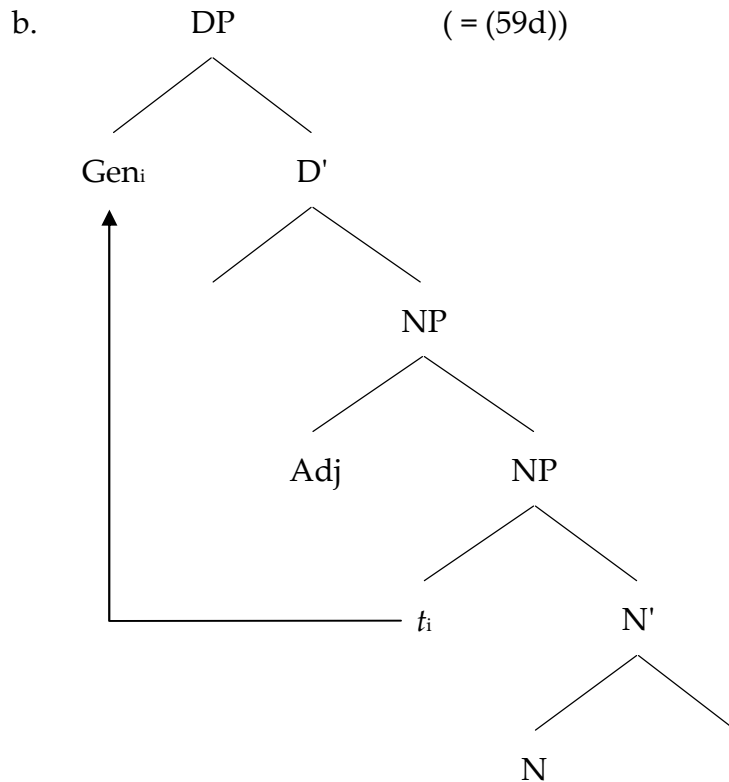 b. DP ( = (59d))
Genᵢ D'
NP
Adj NP
tᵢ N'
N